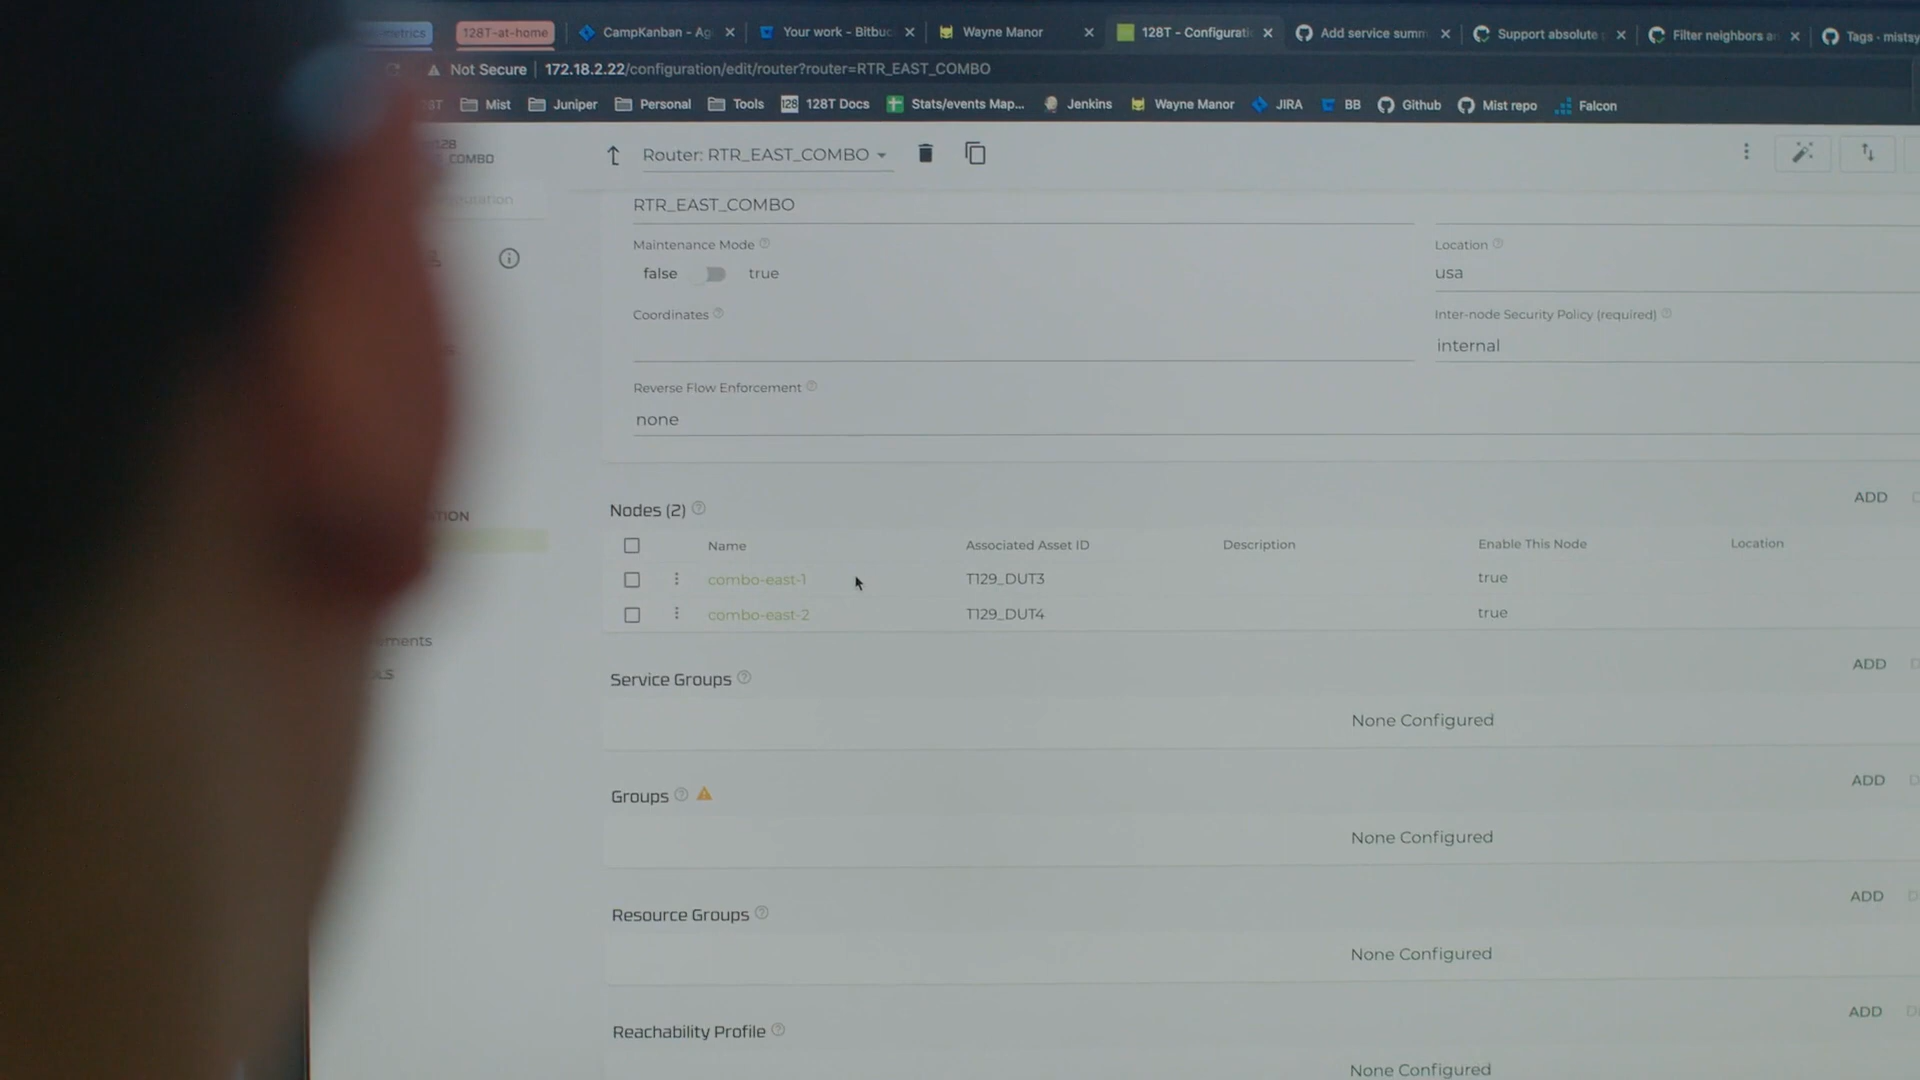 128T-at-home CampKanban - Ag Your work - Bitbuc Wayne Manor 128T - Configurati Add service summ Support absolute Filter neighbors a Tags · mistsy
Not Secure 172.18.2.22/configuration/edit/router?router=RTR_EAST_COMBO
Mist Juniper Personal Tools 128 128T Docs Stats/events Map... Jenkins Wayne Manor JIRA BB Github Mist repo Falcon
COMBO
Router: RTR_EAST_COMBO
RTR_EAST_COMBO
Maintenance Mode
false true
Location
usa
Coordinates
Inter-node Security Policy (required)
internal
Reverse Flow Enforcement
none
Nodes (2) ADD
Name Associated Asset ID Description Enable This Node Location
combo-east-1 T129_DUT3 true
combo-east-2 T129_DUT4 true
Service Groups ADD
None Configured
Groups ADD
None Configured
Resource Groups ADD
None Configured
Reachability Profile ADD
None Configured